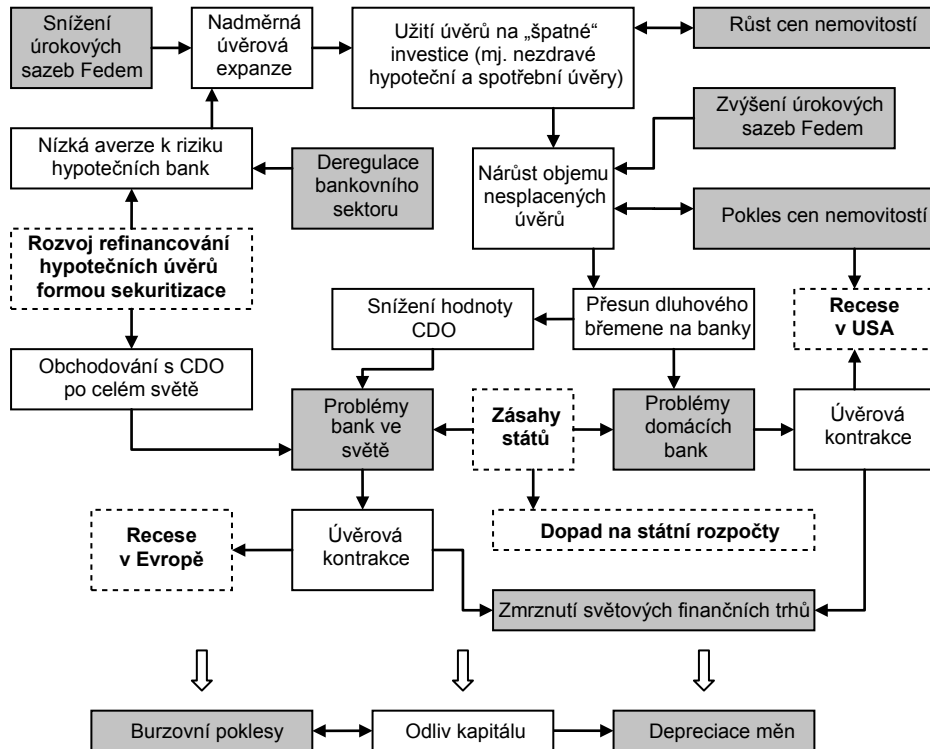 Snížení
úrokových
sazeb Fedem
Nadměrná
úvěrová
expanze
Užití úvěrů na „špatné“
investice (mj. nezdravé
hypoteční a spotřební úvěry)
Růst cen nemovitostí
Zvýšení úrokových
sazeb Fedem
Nízká averze k riziku
hypotečních bank
Deregulace
bankovního
sektoru
Nárůst objemu
nesplacených
úvěrů
Pokles cen nemovitostí
Rozvoj refinancování
hypotečních úvěrů
formou sekuritizace
Snížení hodnoty
CDO
Přesun dluhového
břemene na banky
Recese
v USA
Obchodování s CDO
po celém světě
Problémy
bank ve
světě
Zásahy
států
Problémy
domácích
bank
Úvěrová
kontrakce
Recese
v Evropě
Úvěrová
kontrakce
Dopad na státní rozpočty
Zmrznutí světových finančních trhů
Burzovní poklesy
Odliv kapitálu
Depreciace měn